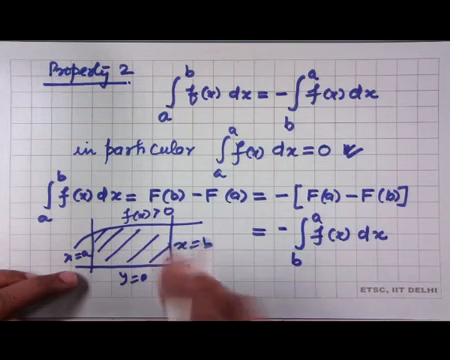 Property 2
∫_a^b f(x) dx = - ∫_b^a f(x) dx
in particular ∫_a^a f(x) dx = 0 ✓
∫_a^b f(x) dx = F(b) - F(a) = - [F(a) - F(b)]
= - ∫_b^a f(x) dx
f(x) > 0
x=a
x=b
y=0
ETSC, IIT DELHI